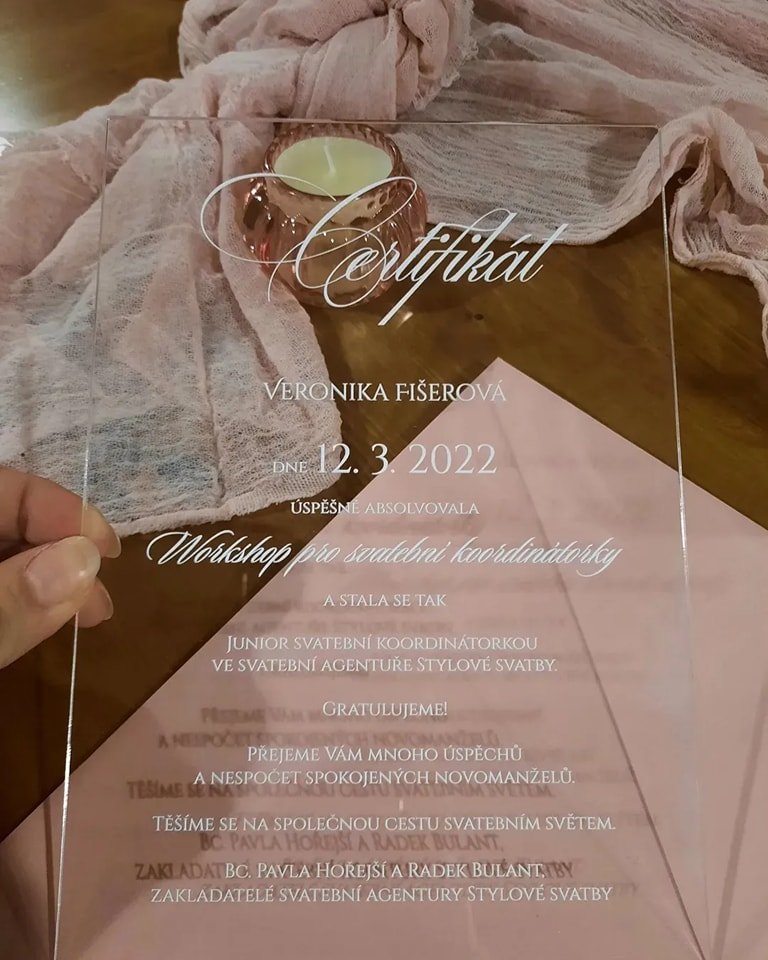 Certifikát
Veronika Fišerová
dne 12. 3. 2022
úspěšně absolvovala
Workshop pro svatební koordinátorky
a stala se tak
Junior svatební koordinátorkou
ve svatební agentuře Stylové svatby.
Gratulujeme!
Přejeme Vám mnoho úspěchů
a nespočet spokojených novomanželů.
Těšíme se na společnou cestu svatebním světem.
Bc. Pavla Hořejší a Radek Bulant,
zakladatelé svatební agentury Stylové svatby